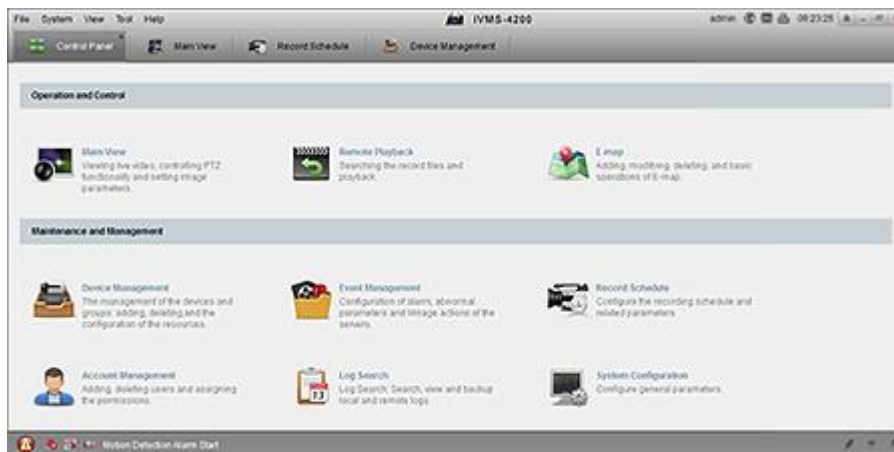 File System View Tool Help
iVMS-4200
admin 09:23:25
Control Panel
Main View
Record Schedule
Device Management
Operation and Control
Main View
Viewing live video, controlling PTZ
functionality and setting image
parameters.
Remote Playback
Searching the record files and
playback.
E-map
Adding, modifying, deleting, and basic
operations of E-map.
Maintenance and Management
Device Management
The management of the devices and
groups: adding, deleting,and the
configuration of the resources.
Event Management
Configuration of alarm, abnormal
parameters and linkage actions of the
servers.
Record Schedule
Configure the recording schedule and
related parameters.
Account Management
Adding, deleting users and assigning
the permissions.
Log Search
Log Search: Search, view and backup
local and remote logs.
System Configuration
Configure general parameters.
Motion Detection Alarm Start